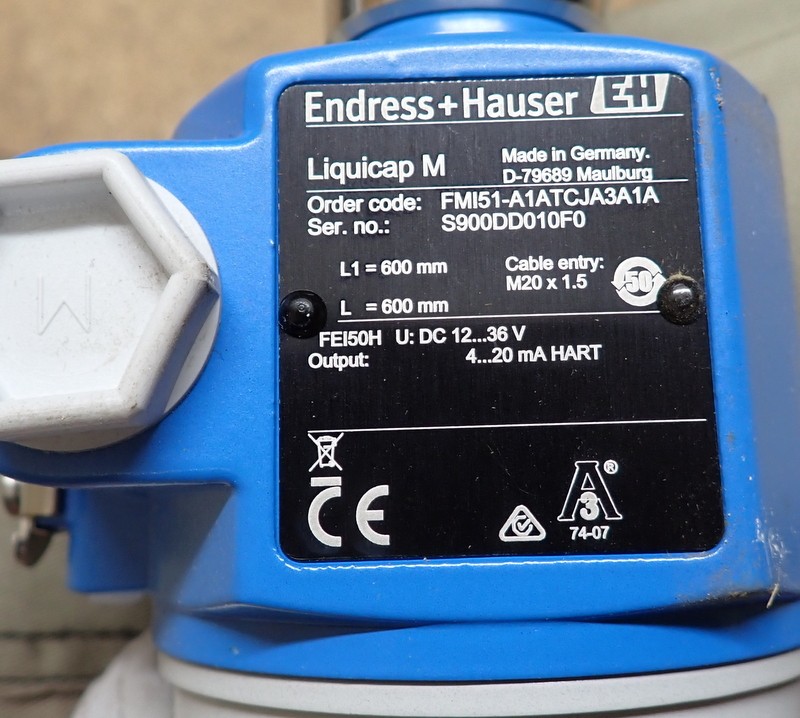 Endress+Hauser EH
Liquicap M
Made in Germany.
D-79689 Maulburg
Order code: FMI51-A1ATCJA3A1A
Ser. no.: S900DD010F0
L1 = 600 mm
Cable entry:
M20 x 1.5
50
L = 600 mm
FEI50H U: DC 12...36 V
Output: 4...20 mA HART
CE
A ®
3
74-07
M